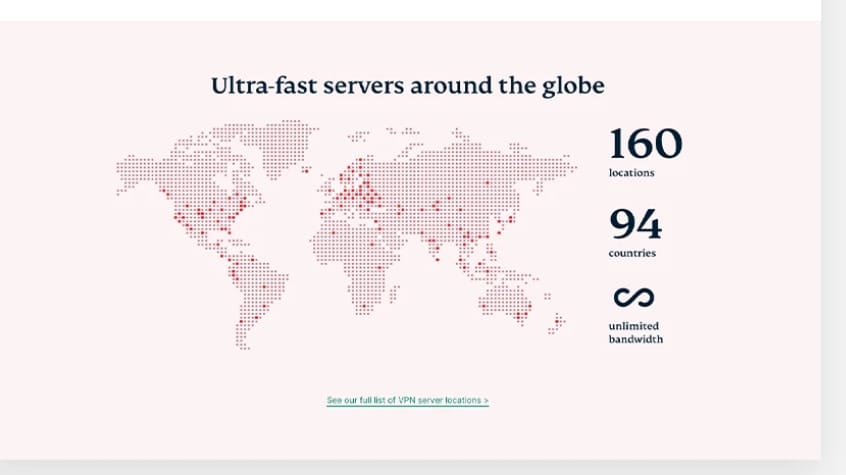 Ultra-fast servers around the globe
160
locations
94
countries
∞
unlimited
bandwidth
See our full list of VPN server locations >